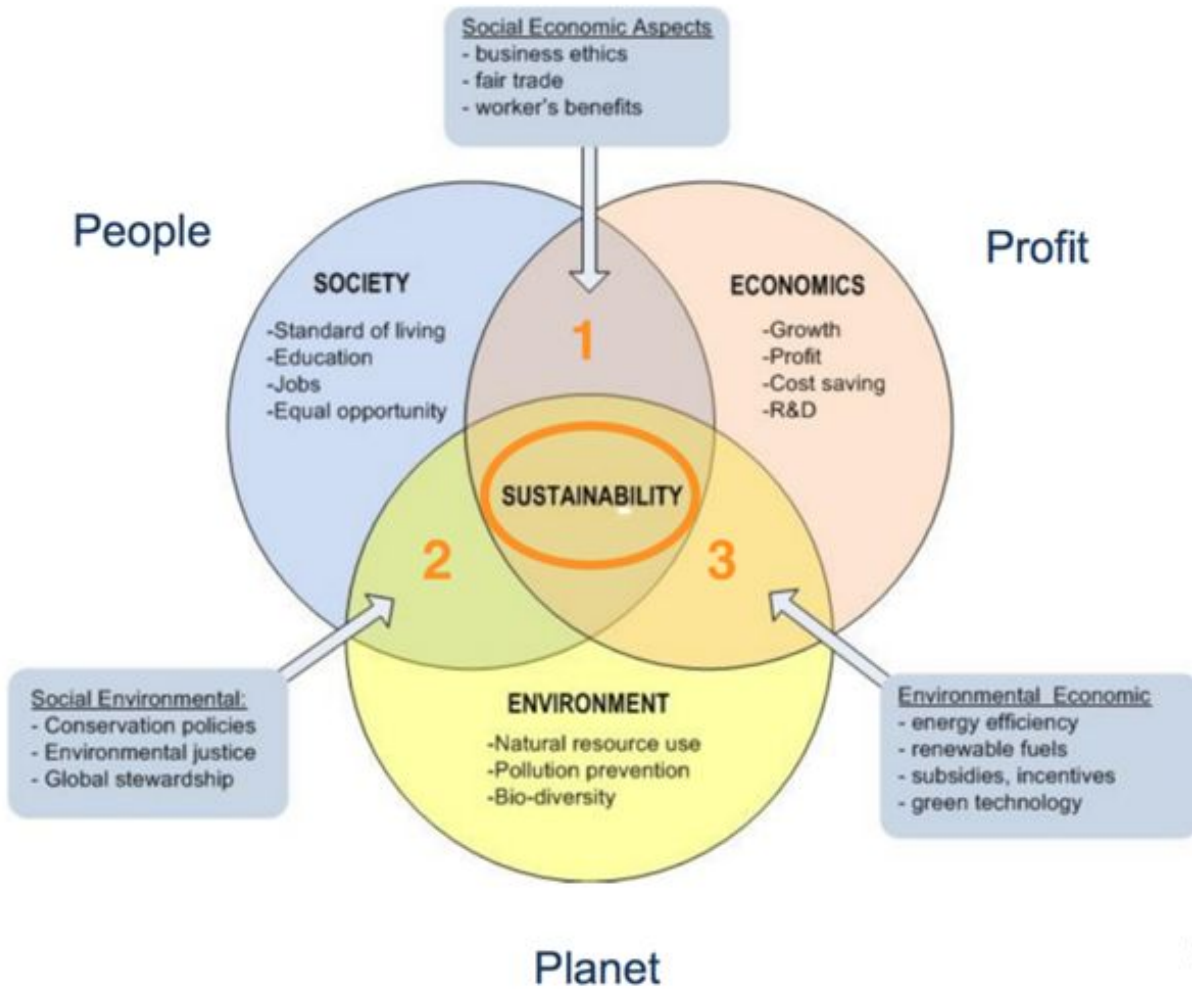 Social Economic Aspects
- business ethics
- fair trade
- worker's benefits
People
Profit
SOCIETY
-Standard of living
-Education
-Jobs
-Equal opportunity
ECONOMICS
-Growth
-Profit
-Cost saving
-R&D
1
SUSTAINABILITY
2
3
Social Environmental:
- Conservation policies
- Environmental justice
- Global stewardship
ENVIRONMENT
-Natural resource use
-Pollution prevention
-Bio-diversity
Environmental Economic
- energy efficiency
- renewable fuels
- subsidies, incentives
- green technology
Planet